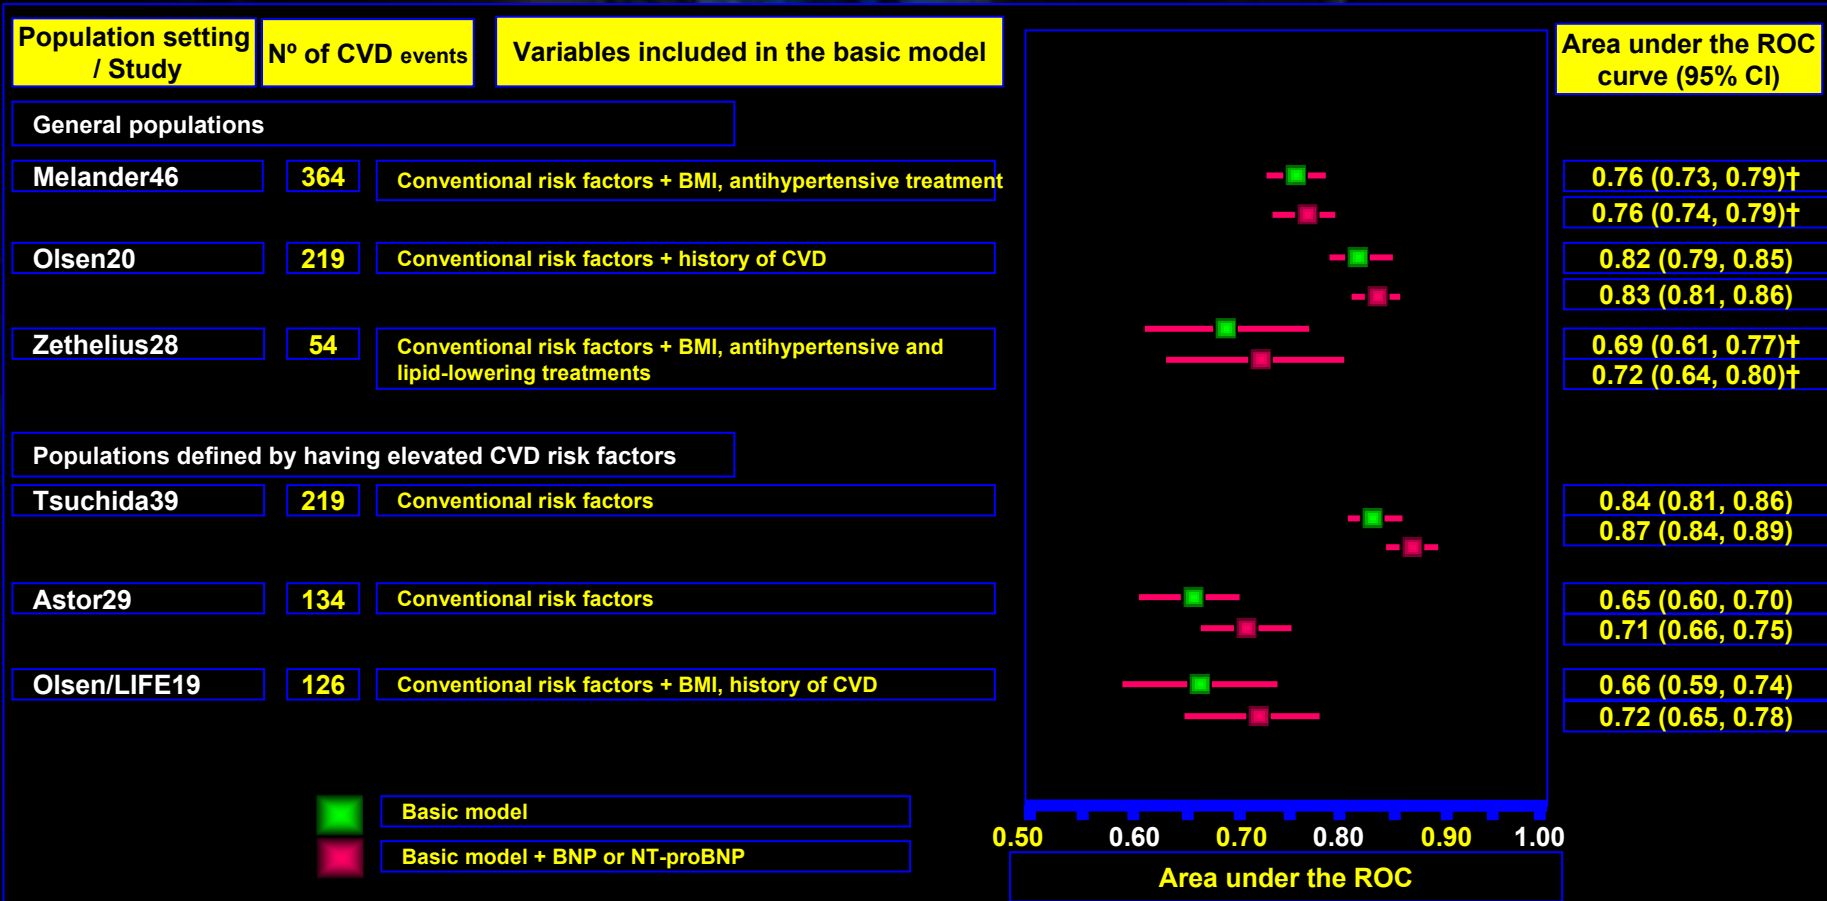 Population setting / Study
Nº of CVD events
Variables included in the basic model
Area under the ROC curve (95% CI)
General populations
Melander46
364
Conventional risk factors + BMI, antihypertensive treatment
0.76 (0.73, 0.79)†
0.76 (0.74, 0.79)†
Olsen20
219
Conventional risk factors + history of CVD
0.82 (0.79, 0.85)
0.83 (0.81, 0.86)
Zethelius28
54
Conventional risk factors + BMI, antihypertensive and
lipid-lowering treatments
0.69 (0.61, 0.77)†
0.72 (0.64, 0.80)†
Populations defined by having elevated CVD risk factors
Tsuchida39
219
Conventional risk factors
0.84 (0.81, 0.86)
0.87 (0.84, 0.89)
Astor29
134
Conventional risk factors
0.65 (0.60, 0.70)
0.71 (0.66, 0.75)
Olsen/LIFE19
126
Conventional risk factors + BMI, history of CVD
0.66 (0.59, 0.74)
0.72 (0.65, 0.78)
Basic model
Basic model + BNP or NT-proBNP
0.50 0.60 0.70 0.80 0.90 1.00
Area under the ROC